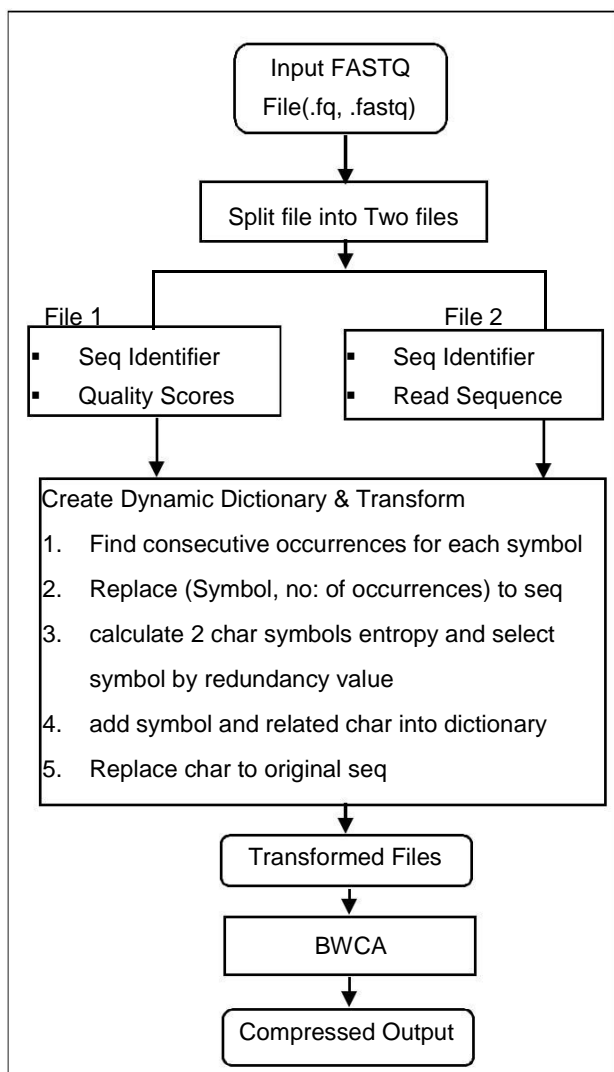 Input FASTQ
File(.fq, .fastq)
Split file into Two files
File 1
▪ Seq Identifier
▪ Quality Scores
File 2
▪ Seq Identifier
▪ Read Sequence
Create Dynamic Dictionary & Transform
1. Find consecutive occurrences for each symbol
2. Replace (Symbol, no: of occurrences) to seq
3. calculate 2 char symbols entropy and select
symbol by redundancy value
4. add symbol and related char into dictionary
5. Replace char to original seq
Transformed Files
BWCA
Compressed Output